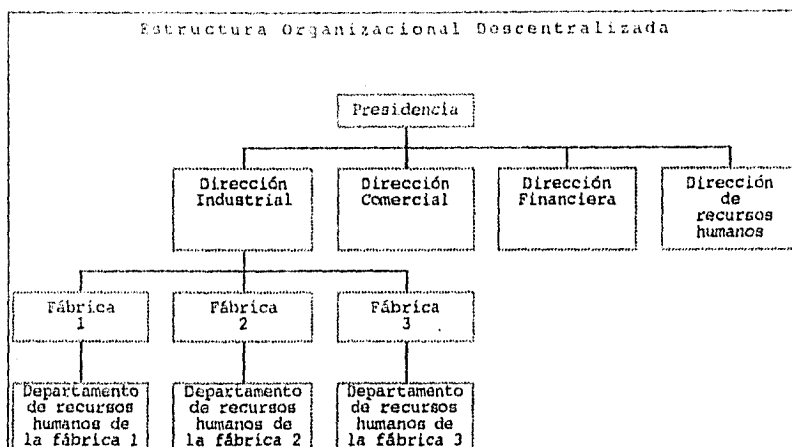 Estructura Organizacional Descentralizada
Presidencia
Dirección
Industrial
Dirección
Comercial
Dirección
Financiera
Dirección
de
recursos
humanos
Fábrica
1
Fábrica
2
Fábrica
3
Departamento
de recursos
humanos de
la fábrica 1
Departamento
de recursos
humanos de
la fábrica 2
Departamento
de recursos
humanos de
la fábrica 3